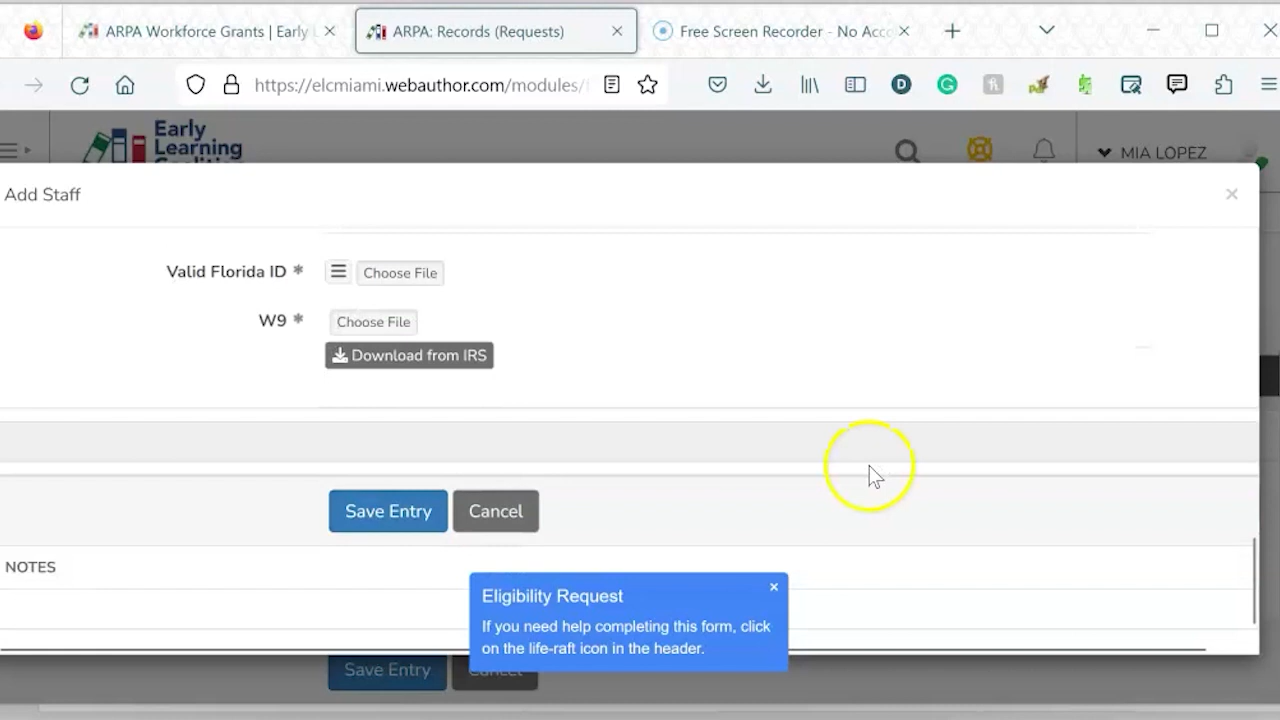 ARPA Workforce Grants | Early L
ARPA: Records (Requests)
Free Screen Recorder - No Acco
https://elcmiami.webauthor.com/modules/
D
Early
Learning
Coalition
MIA LOPEZ
Add Staff
Valid Florida ID *
Choose File
W9 *
Choose File
Download from IRS
Save Entry
Cancel
NOTES
Eligibility Request
If you need help completing this form, click
on the life-raft icon in the header.
Save Entry
Cancel